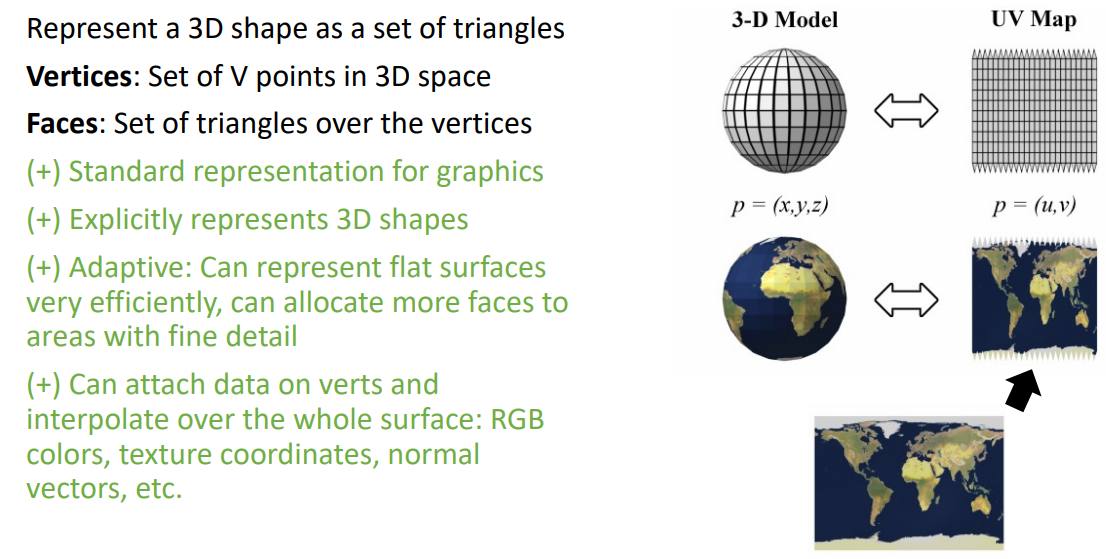 Represent a 3D shape as a set of triangles
Vertices: Set of V points in 3D space
Faces: Set of triangles over the vertices
(+) Standard representation for graphics
(+) Explicitly represents 3D shapes
(+) Adaptive: Can represent flat surfaces
very efficiently, can allocate more faces to
areas with fine detail
(+) Can attach data on verts and
interpolate over the whole surface: RGB
colors, texture coordinates, normal
vectors, etc.
3-D Model
UV Map
p = (x,y,z)
p = (u,v)